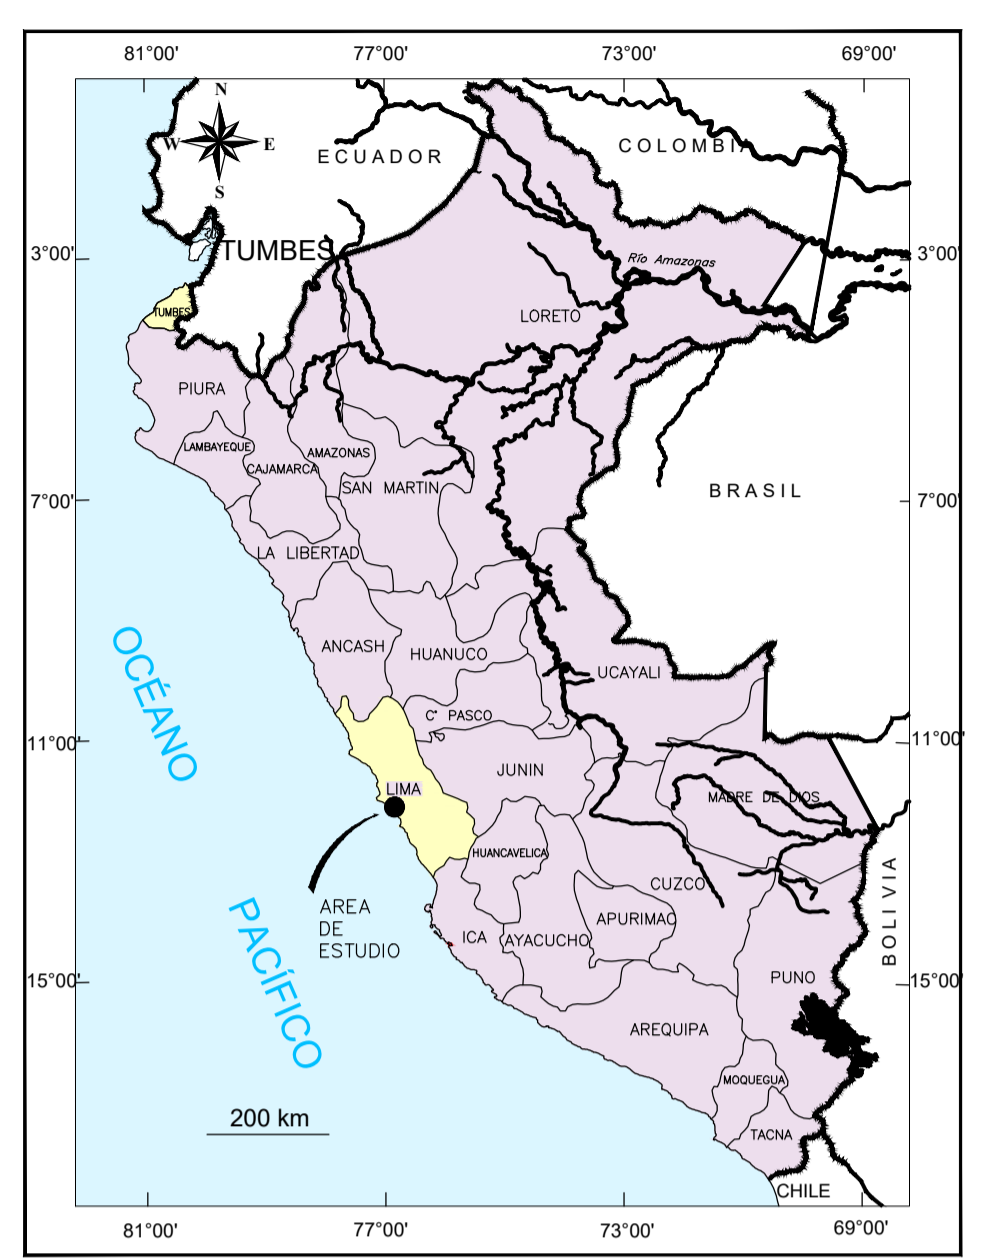 81°00'
77°00'
73°00'
69°00'
N
W
E
S
ECUADOR
COLOMBIA
TUMBES
3°00'
3°00'
Río Amazonas
TUMBES
LORETO
PIURA
LAMBAYEQUE
CAJAMARCA
AMAZONAS
SAN MARTIN
BRASIL
7°00'
7°00'
LA LIBERTAD
ANCASH
HUANUCO
UCAYALI
Cº PASCO
OCÉANO
11°00'
11°00'
JUNIN
LIMA
MADRE DE DIOS
HUANCAVELICA
CUZCO
BOLIVIA
AREA
DE
ESTUDIO
APURIMAC
ICA
AYACUCHO
PACÍFICO
15°00'
15°00'
PUNO
AREQUIPA
MOQUEGUA
200 km
TACNA
CHILE
81°00'
77°00'
73°00'
69°00'